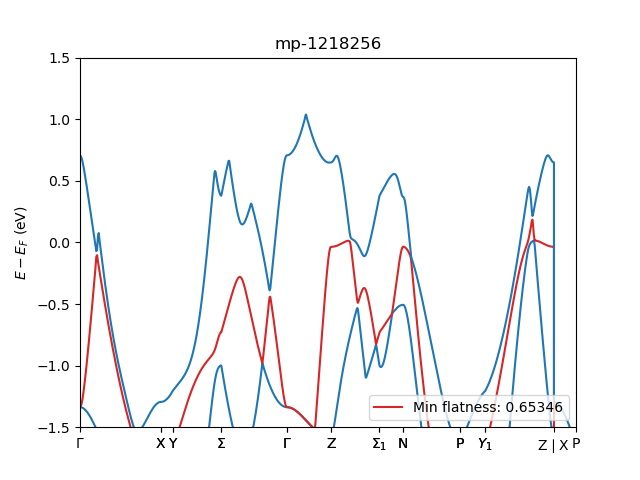 mp-1218256
1.5
1.0
0.5
0.0
−0.5
−1.0
−1.5
E − E_F (eV)
Min flatness: 0.65346
Γ X Y Σ Γ Z Σ₁ N P Y₁ Z | X P